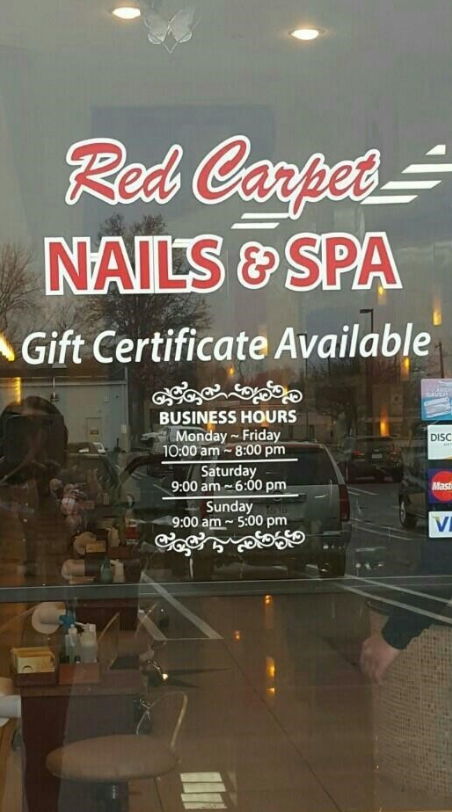 Red Carpet
NAILS & SPA
Gift Certificate Available
BUSINESS HOURS
Monday ~ Friday
10:00 am ~ 8:00 pm
Saturday
9:00 am ~ 6:00 pm
Sunday
9:00 am ~ 5:00 pm